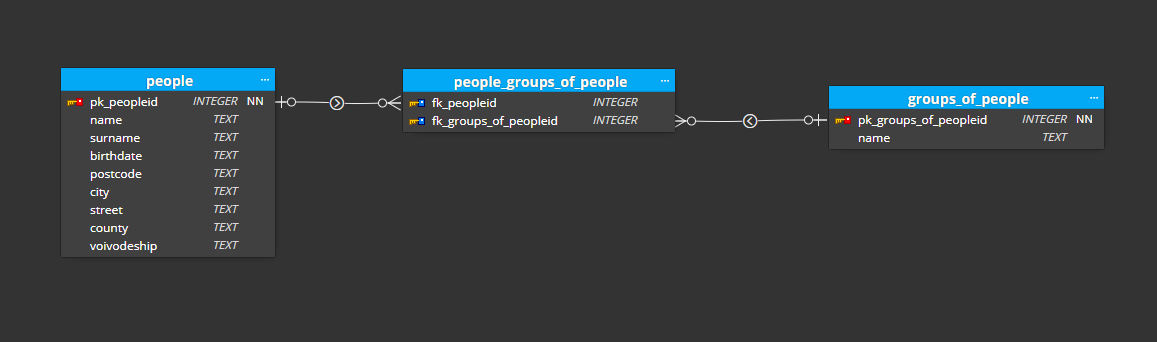 people ...
pk_peopleid INTEGER NN
name TEXT
surname TEXT
birthdate TEXT
postcode TEXT
city TEXT
street TEXT
county TEXT
voivodeship TEXT
people_groups_of_people ...
fk_peopleid INTEGER
fk_groups_of_peopleid INTEGER
groups_of_people ...
pk_groups_of_peopleid INTEGER NN
name TEXT